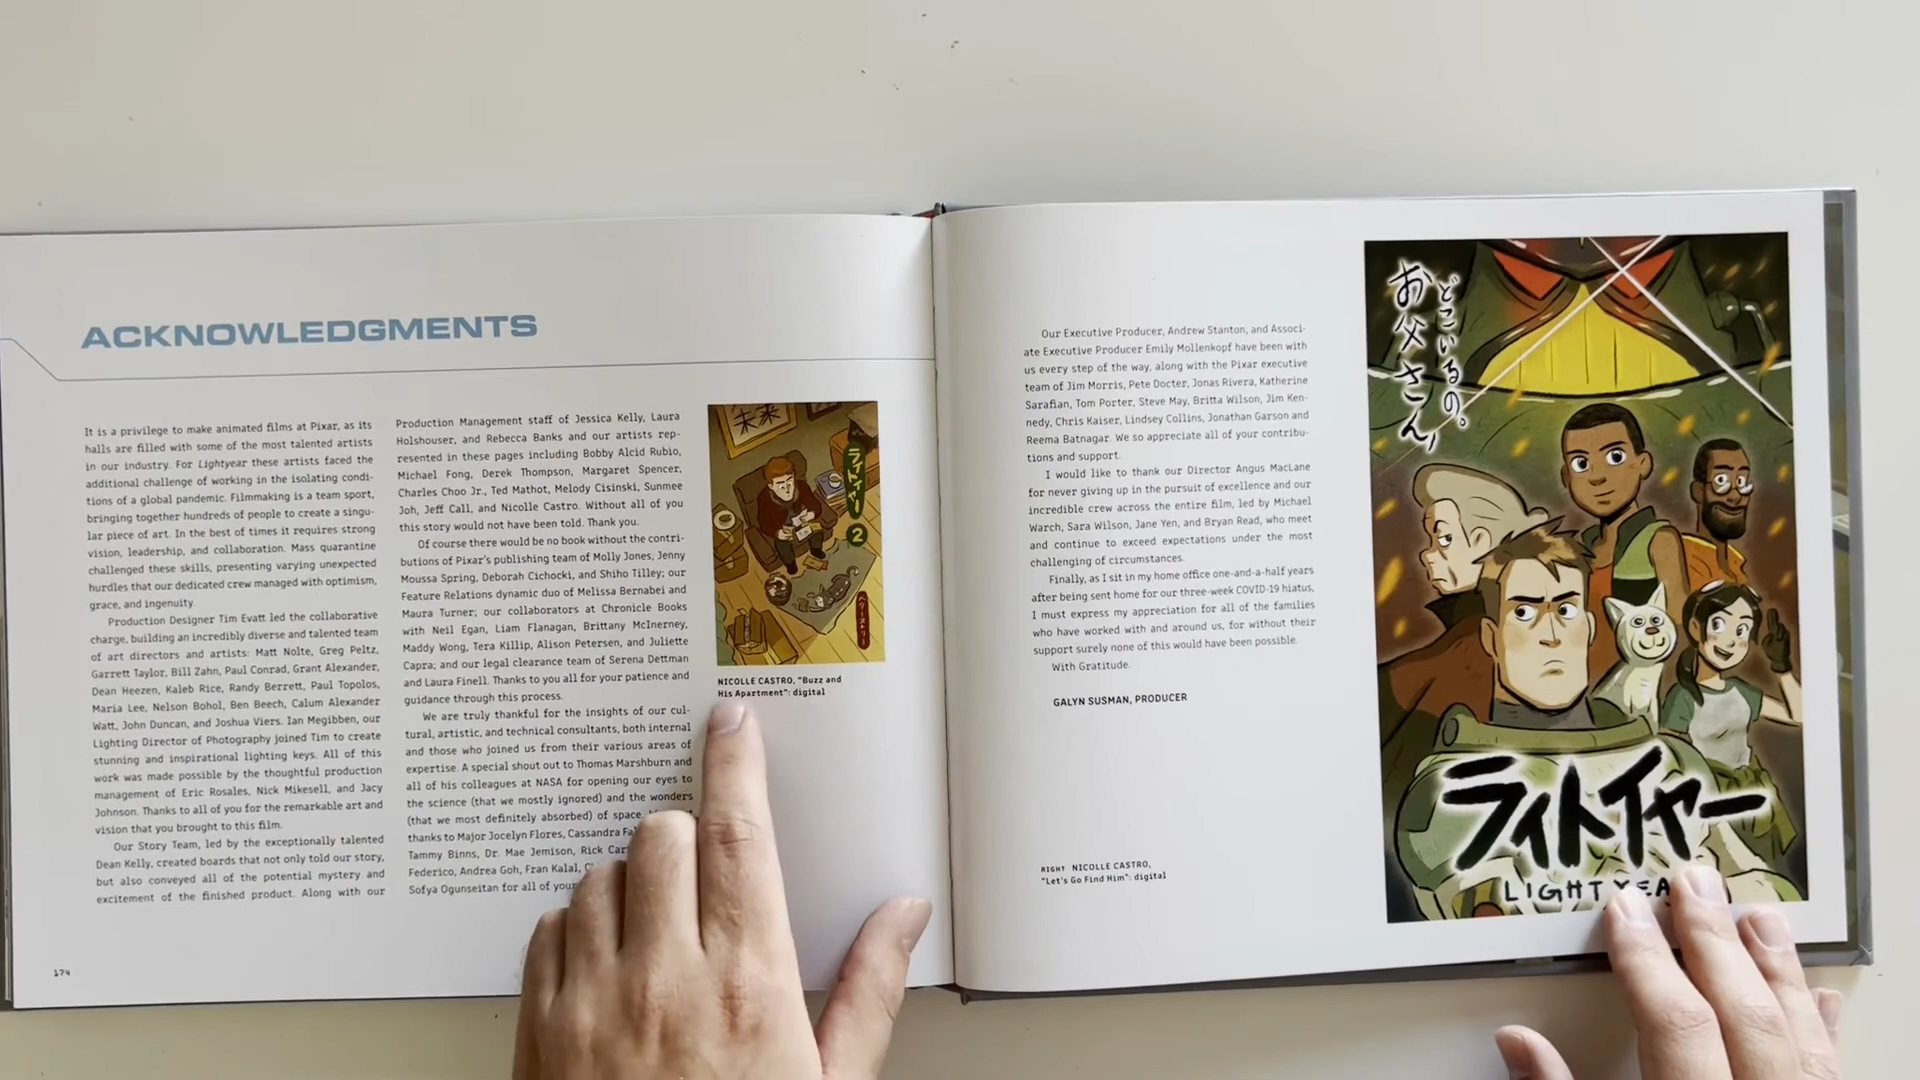 ACKNOWLEDGMENTS
It is a privilege to make animated films at Pixar, as its
halls are filled with some of the most talented artists
in our industry. For Lightyear these artists faced the
additional challenge of working in the isolating condi-
tions of a global pandemic. Filmmaking is a team sport,
bringing together hundreds of people to create a singu-
lar piece of art. In the best of times it requires strong
vision, leadership, and collaboration. Mass quarantine
challenged these skills, presenting varying unexpected
hurdles that our dedicated crew managed with optimism,
grace, and ingenuity.
Production Designer Tim Evatt led the collaborative
charge, building an incredibly diverse and talented team
of art directors and artists: Matt Nolte, Greg Peltz,
Garrett Taylor, Bill Zahn, Paul Conrad, Grant Alexander,
Dean Heezen, Kaleb Rice, Randy Berrett, Paul Topolos,
Maria Lee, Nelson Bohol, Ben Beech, Calum Alexander
Watt, John Duncan, and Joshua Viers. Ian Megibben, our
Lighting Director of Photography joined Tim to create
stunning and inspirational lighting keys. All of this
work was made possible by the thoughtful production
management of Eric Rosales, Nick Mikesell, and Jacy
Johnson. Thanks to all of you for the remarkable art and
vision that you brought to this film.
Our Story Team, led by the exceptionally talented
Dean Kelly, created boards that not only told our story,
but also conveyed all of the potential mystery and
excitement of the finished product. Along with our
174
Production Management staff of Jessica Kelly, Laura
Holshouser, and Rebecca Banks and our artists rep-
resented in these pages including Bobby Alcid Rubio,
Michael Fong, Derek Thompson, Margaret Spencer,
Charles Choo Jr., Ted Mathot, Melody Cisinski, Sunmee
Joh, Jeff Call, and Nicolle Castro. Without all of you
this story would not have been told. Thank you.
Of course there would be no book without the contri-
butions of Pixar's publishing team of Molly Jones, Jenny
Moussa Spring, Deborah Cichocki, and Shiho Tilley; our
Feature Relations dynamic duo of Melissa Bernabei and
Maura Turner; our collaborators at Chronicle Books
with Neil Egan, Liam Flanagan, Brittany McInerney,
Maddy Wong, Tera Killip, Alison Petersen, and Juliette
Capra; and our legal clearance team of Serena Dettman
and Laura Finell. Thanks to you all for your patience and
guidance through this process.
We are truly thankful for the insights of our cul-
tural, artistic, and technical consultants, both internal
and those who joined us from their various areas of
expertise. A special shout out to Thomas Marshburn and
all of his colleagues at NASA for opening our eyes to
the science (that we mostly ignored) and the wonders
(that we most definitely absorbed) of space.
thanks to Major Jocelyn Flores, Cassandra
Tammy Binns, Dr. Mae Jemison, Rick
Federico, Andrea Goh, Fran Kalal,
Sofya Ogunseitan for all of your
未来
ライトイヤー
2
NICOLLE CASTRO, "Buzz and
His Apartment": digital
Our Executive Producer, Andrew Stanton, and Associ-
ate Executive Producer Emily Mollenkopf have been with
us every step of the way, along with the Pixar executive
team of Jim Morris, Pete Docter, Jonas Rivera, Katherine
Sarafian, Tom Porter, Steve May, Britta Wilson, Jim Ken-
nedy, Chris Kaiser, Lindsey Collins, Jonathan Garson and
Reema Batnagar. We so appreciate all of your contribu-
tions and support.
I would like to thank our Director Angus MacLane
for never giving up in the pursuit of excellence and our
incredible crew across the entire film, led by Michael
Warch, Sara Wilson, Jane Yen, and Bryan Read, who meet
and continue to exceed expectations under the most
challenging of circumstances.
Finally, as I sit in my home office one-and-a-half years
after being sent home for our three-week COVID-19 hiatus,
I must express my appreciation for all of the families
who have worked with and around us, for without their
support surely none of this would have been possible.
With Gratitude.
GALYN SUSMAN, PRODUCER
RIGHT NICOLLE CASTRO,
"Let's Go Find Him": digital
どこいるの。
お父さん,
ライトイヤー
LIGHTYEA